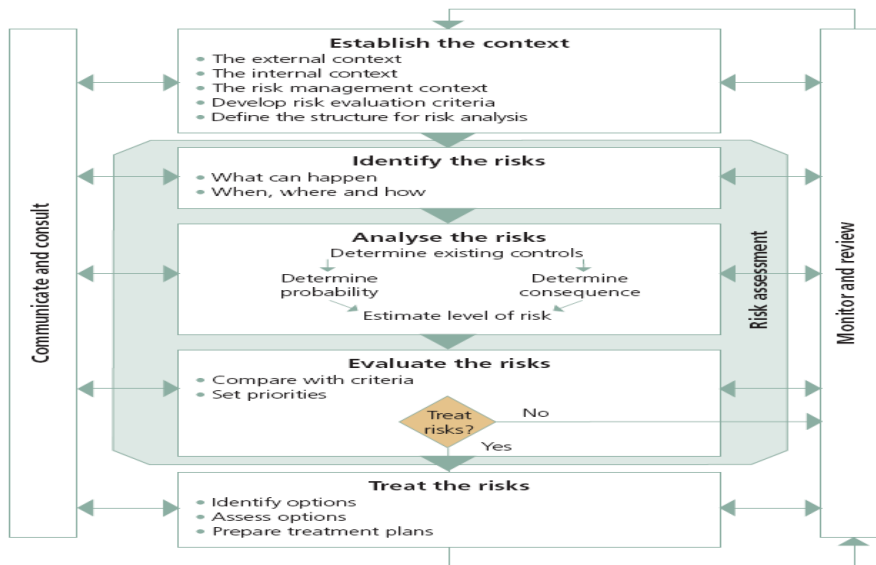 Communicate and consult
Establish the context
• The external context
• The internal context
• The risk management context
• Develop risk evaluation criteria
• Define the structure for risk analysis
Identify the risks
• What can happen
• When, where and how
Analyse the risks
Determine existing controls
Determine
probability
Determine
consequence
Estimate level of risk
Evaluate the risks
• Compare with criteria
• Set priorities
Treat
risks?
No
Yes
Treat the risks
• Identify options
• Assess options
• Prepare treatment plans
Risk assessment
Monitor and review